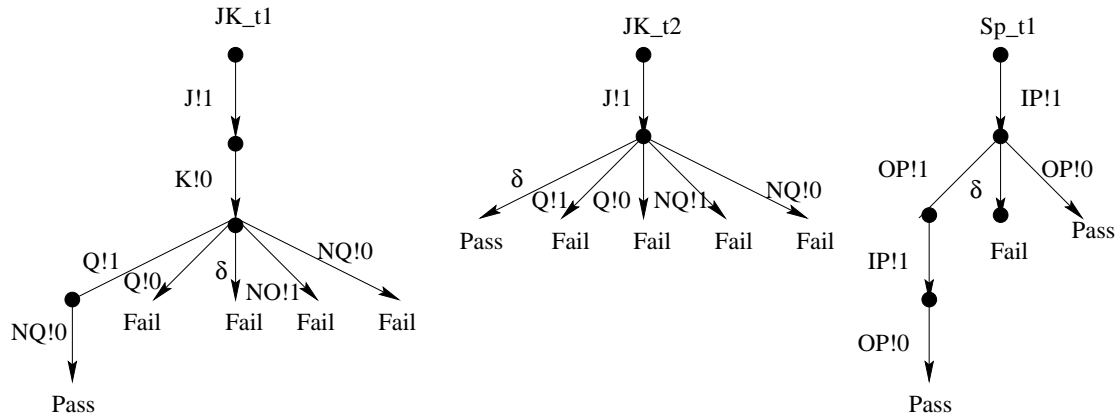 JK_t1
J!1
K!0
Q!1
Q!0
δ
NO!1
NQ!0
Fail
Fail
Fail
Fail
NQ!0
Pass
JK_t2
J!1
δ
Q!1
Q!0
NQ!1
NQ!0
Pass
Fail
Fail
Fail
Fail
Sp_t1
IP!1
OP!1
δ
OP!0
Fail
Pass
IP!1
OP!0
Pass